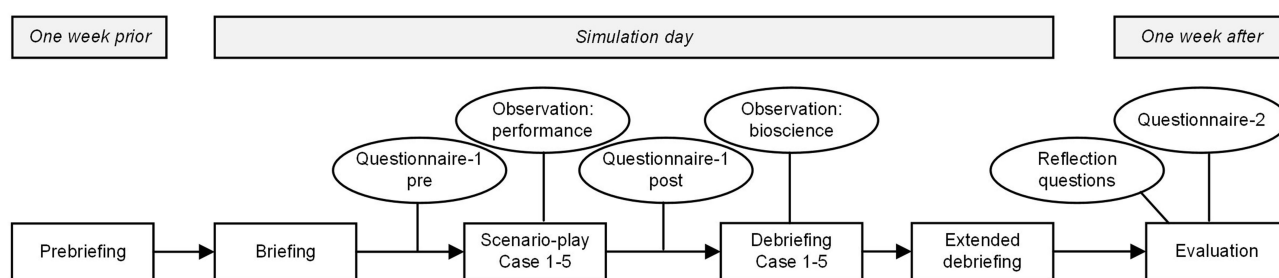 One week prior
Simulation day
One week after
Observation:
performance
Observation:
bioscience
Questionnaire-2
Questionnaire-1
pre
Questionnaire-1
post
Reflection
questions
Prebriefing
Briefing
Scenario-play
Case 1-5
Debriefing
Case 1-5
Extended
debriefing
Evaluation